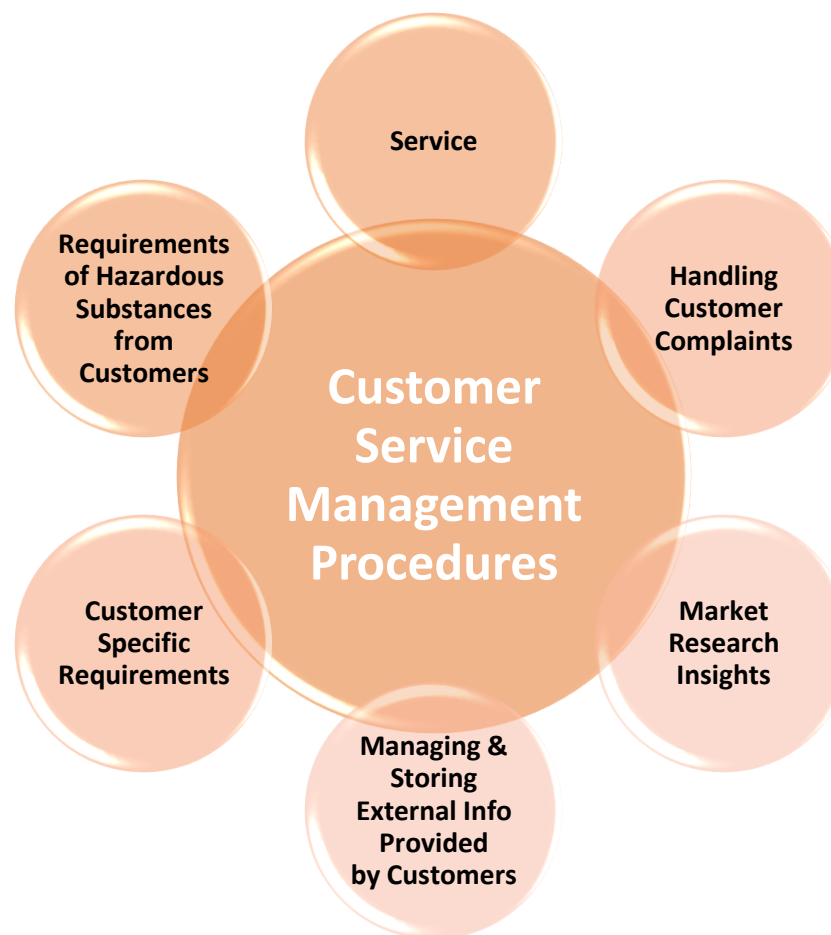 Service
Requirements
of Hazardous
Substances
from
Customers
Handling
Customer
Complaints
Customer
Service
Management
Procedures
Customer
Specific
Requirements
Market
Research
Insights
Managing &
Storing
External Info
Provided
by Customers